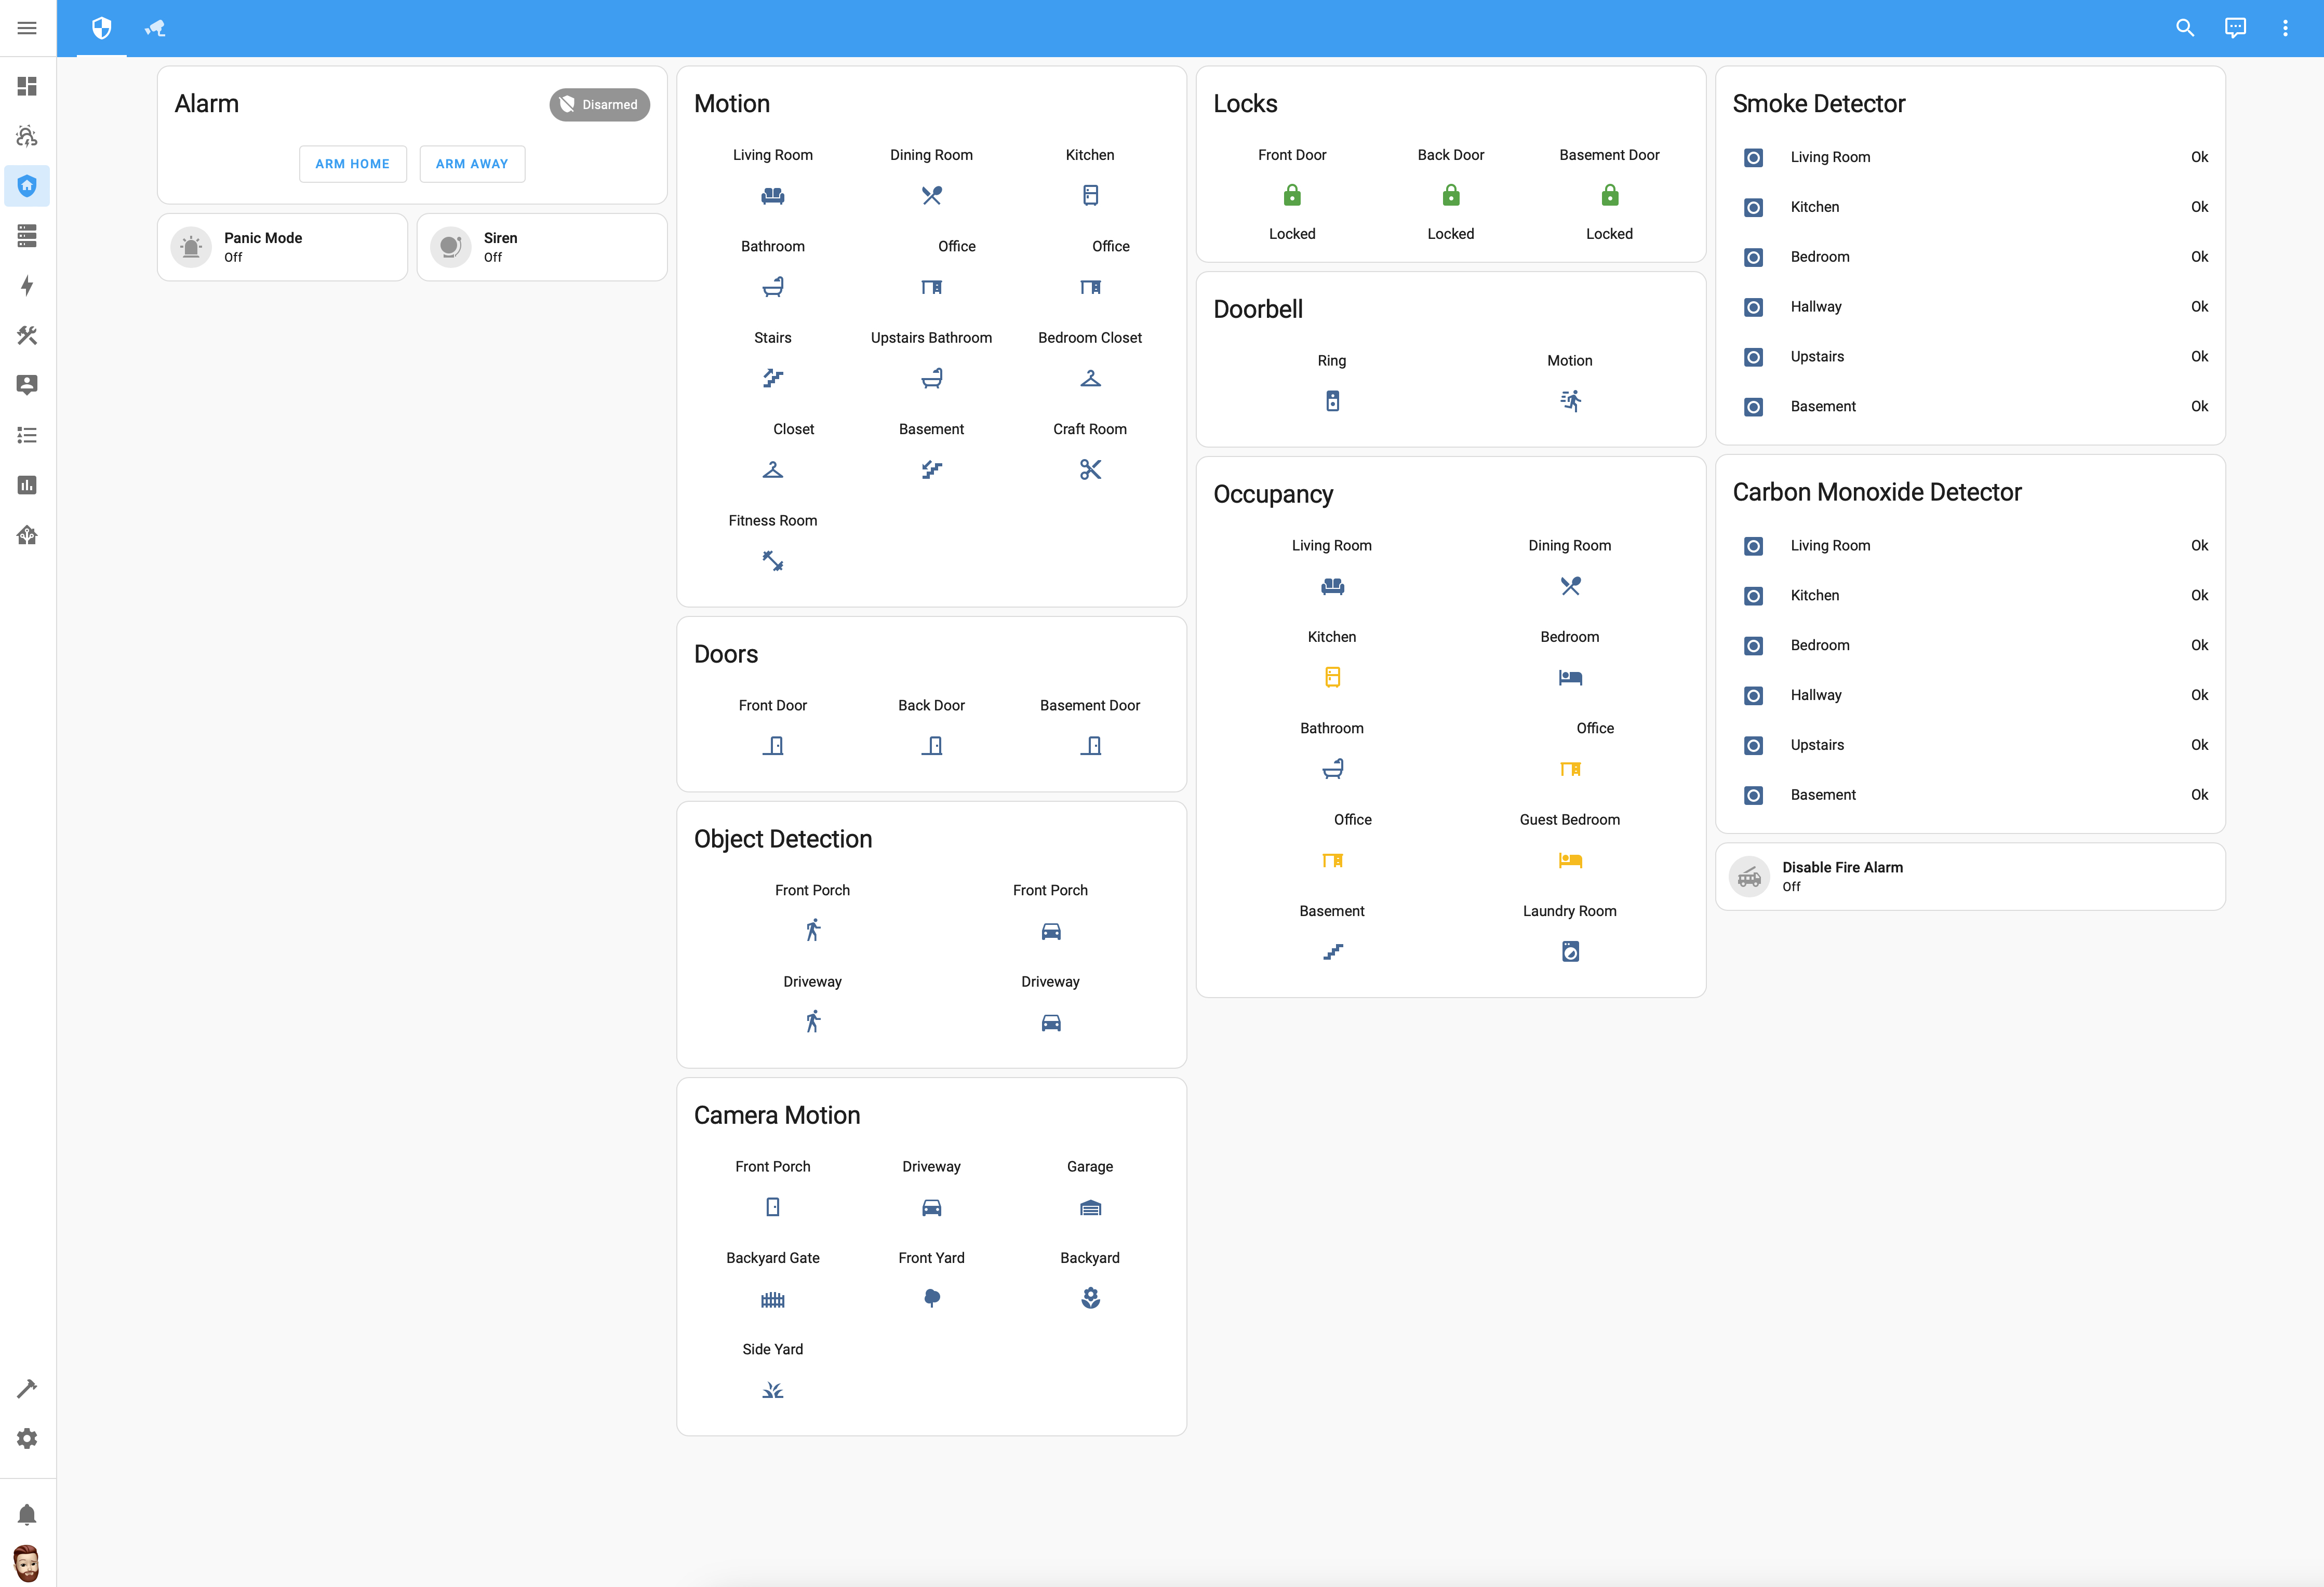 Alarm
Disarmed
ARM HOME ARM AWAY
Panic Mode
Off
Siren
Off
Motion
Living Room Dining Room Kitchen
Bathroom Office Office
Stairs Upstairs Bathroom Bedroom Closet
Closet Basement Craft Room
Fitness Room
Doors
Front Door Back Door Basement Door
Object Detection
Front Porch Front Porch
Driveway Driveway
Camera Motion
Front Porch Driveway Garage
Backyard Gate Front Yard Backyard
Side Yard
Locks
Front Door Back Door Basement Door
Locked Locked Locked
Doorbell
Ring Motion
Occupancy
Living Room Dining Room
Kitchen Bedroom
Bathroom Office
Office Guest Bedroom
Basement Laundry Room
Smoke Detector
Living Room Ok
Kitchen Ok
Bedroom Ok
Hallway Ok
Upstairs Ok
Basement Ok
Carbon Monoxide Detector
Living Room Ok
Kitchen Ok
Bedroom Ok
Hallway Ok
Upstairs Ok
Basement Ok
Disable Fire Alarm
Off